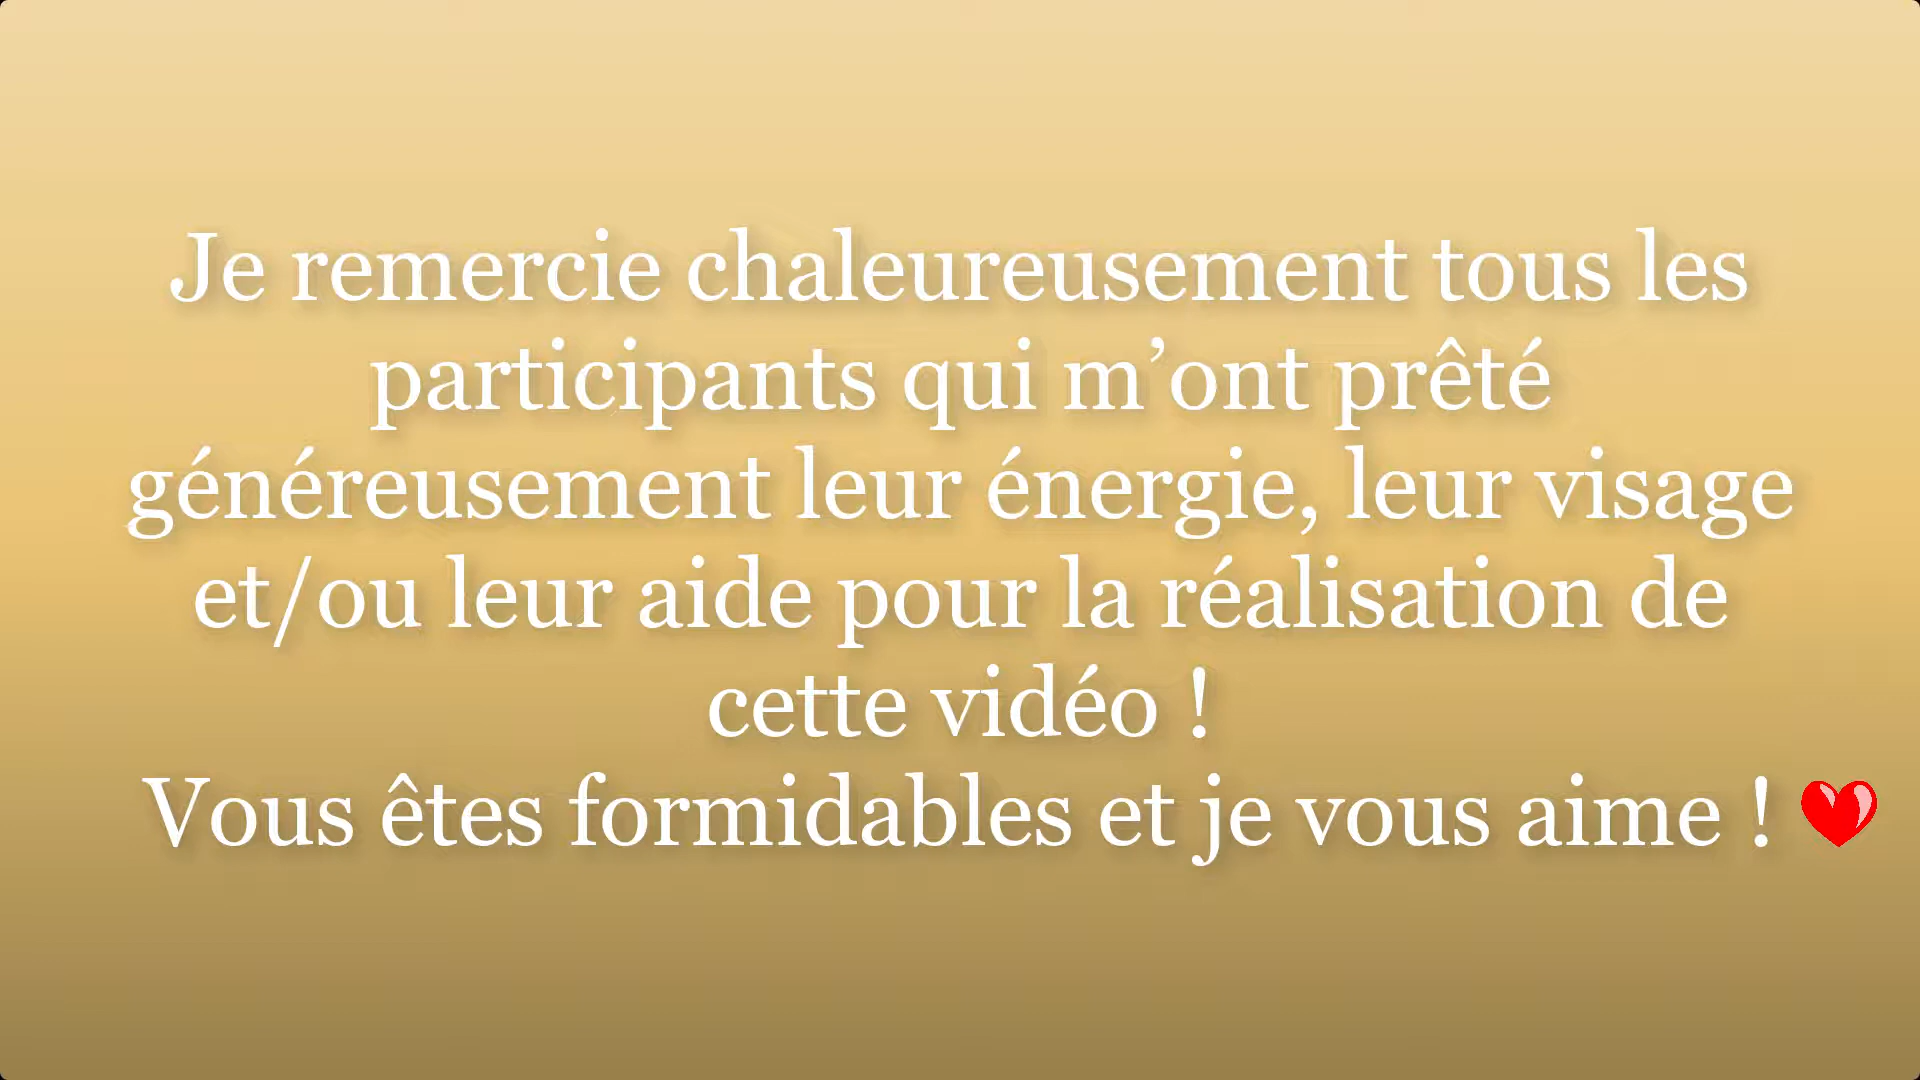 Je remercie chaleureusement tous les
participants qui m’ont prêté
généreusement leur énergie, leur visage
et/ou leur aide pour la réalisation de
cette vidéo !
Vous êtes formidables et je vous aime !